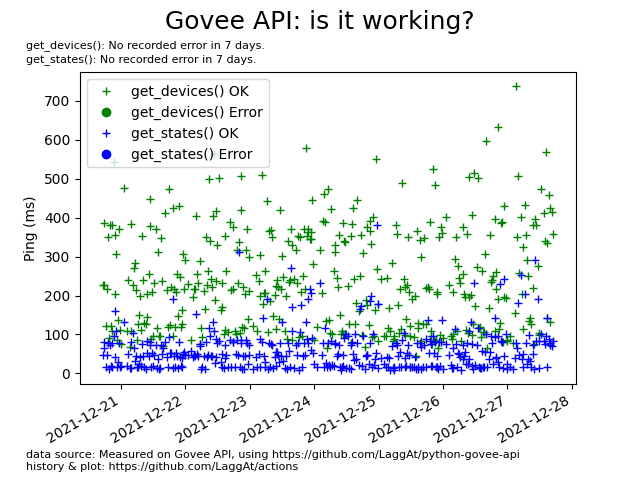 Govee API: is it working?
get_devices(): No recorded error in 7 days.
get_states(): No recorded error in 7 days.
get_devices() OK
get_devices() Error
get_states() OK
get_states() Error
Ping (ms)
700
600
500
400
300
200
100
0
2021-12-21
2021-12-22
2021-12-23
2021-12-24
2021-12-25
2021-12-26
2021-12-27
2021-12-28
data source: Measured on Govee API, using https://github.com/LaggAt/python-govee-api
history & plot: https://github.com/LaggAt/actions